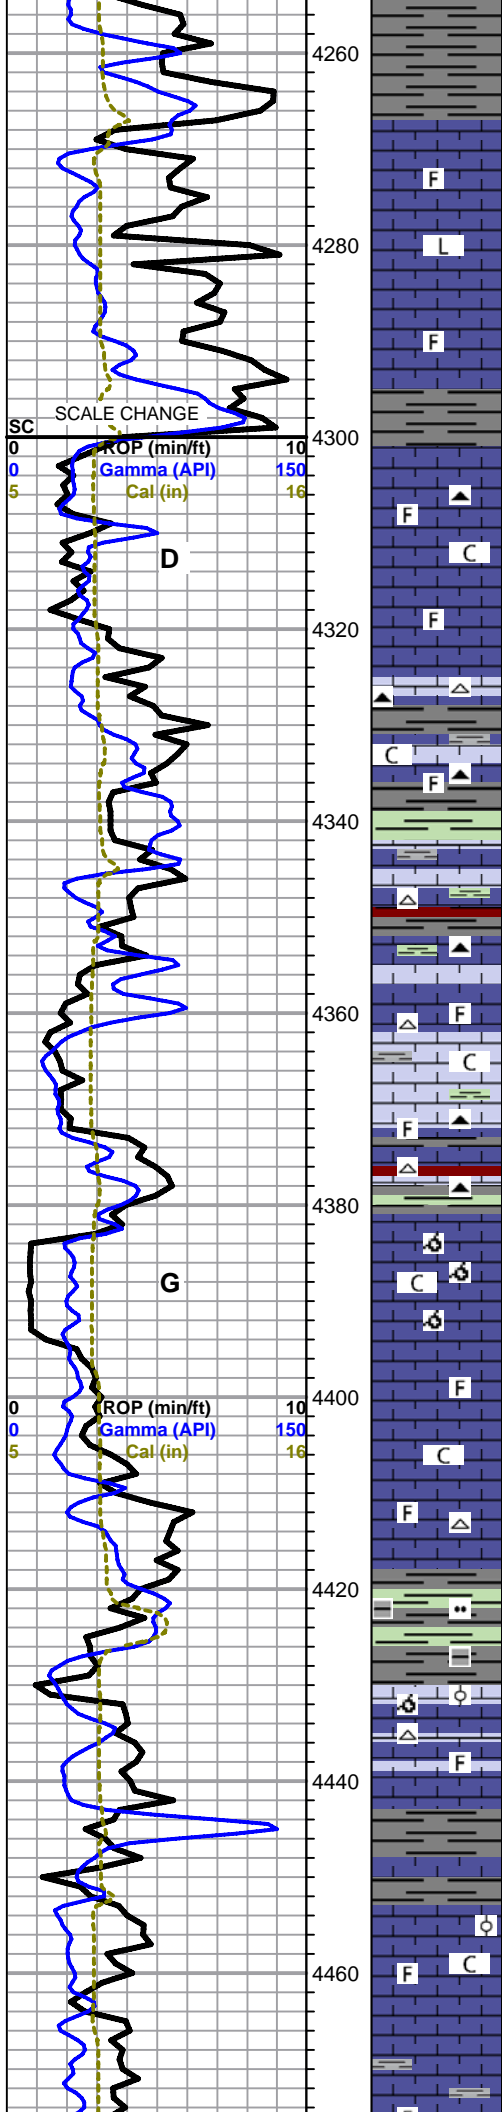 4260
F
4280
L
F
SCALE CHANGE
SC
4300
0 ROP (min/ft) 10
0 Gamma (API) 150
5 Cal (in) 16
F
D
C
4320
F
C
F
4340
4360
F
C
F
4380
G
C
4400
F
0 ROP (min/ft) 10
0 Gamma (API) 150
5 Cal (in) 16
C
F
4420
F
4440
4460
C
F